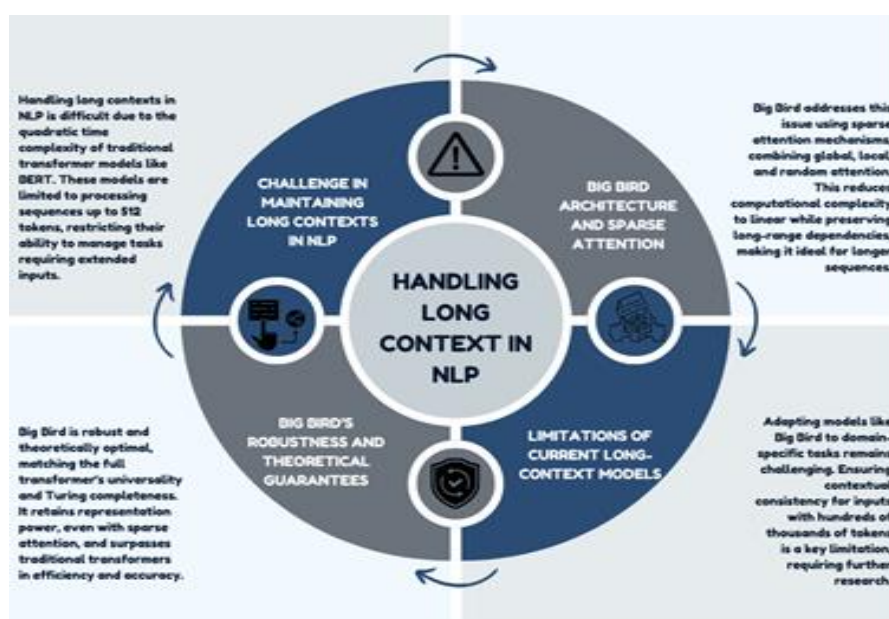 Handling long contexts in
NLP is difficult due to the
quadratic time
complexity of traditional
transformer models like
BERT. These models are
limited to processing
sequences up to 512
tokens, restricting their
ability to manage tasks
requiring extended
inputs.
CHALLENGE IN
MAINTAINING
LONG CONTEXTS
IN NLP
BIG BIRD
ARCHITECTURE
AND SPARSE
ATTENTION
Big Bird addresses this
issue using sparse
attention mechanisms,
combining global, local
and random attention
This reduces
computational complexity
to linear while preserving
long-range dependencies
making it ideal for longer
sequences
HANDLING
LONG
CONTEXT IN
NLP
Big Bird is robust and
theoretically optimal,
matching the full
transformer's universality
and Turing completeness.
It retains representation
power, even with sparse
attention, and surpasses
traditional transformers
in efficiency and accuracy.
BIG BIRD'S
ROBUSTNESS AND
THEORETICAL
GUARANTEES
LIMITATIONS OF
CURRENT LONG-
CONTEXT MODELS
Adapting models like
Big Bird to domain-
specific tasks remains
challenging. Ensuring
contextual
consistency for inputs
with hundreds of
thousands of tokens
is a key limitation
requiring further
research